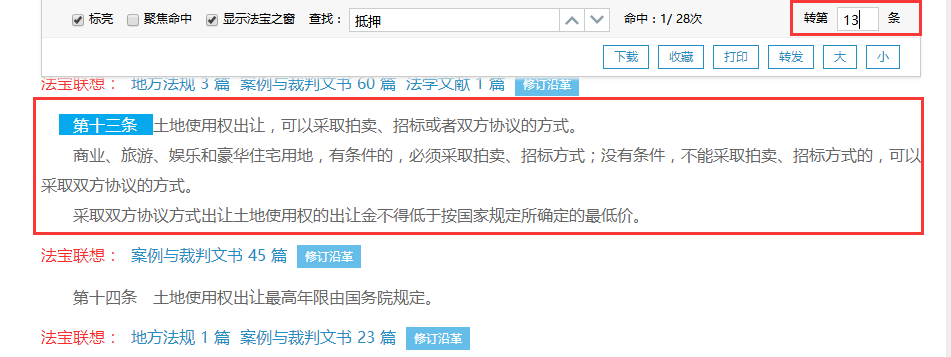 标亮 聚焦命中 显示法宝之窗 查找： 抵押 命中：1/ 28次 转第 13 条
下载 收藏 打印 转发 大 小
法宝联想： 地方法规 3 篇 案例与裁判文书 60 篇 法学文献 1 篇 修订沿革
第十三条 土地使用权出让，可以采取拍卖、招标或者双方协议的方式。
商业、旅游、娱乐和豪华住宅用地，有条件的，必须采取拍卖、招标方式；没有条件，不能采取拍卖、招标方式的，可以
采取双方协议的方式。
采取双方协议方式出让土地使用权的出让金不得低于按国家规定所确定的最低价。
法宝联想： 案例与裁判文书 45 篇 修订沿革
第十四条 土地使用权出让最高年限由国务院规定。
法宝联想： 地方法规 1 篇 案例与裁判文书 23 篇 修订沿革